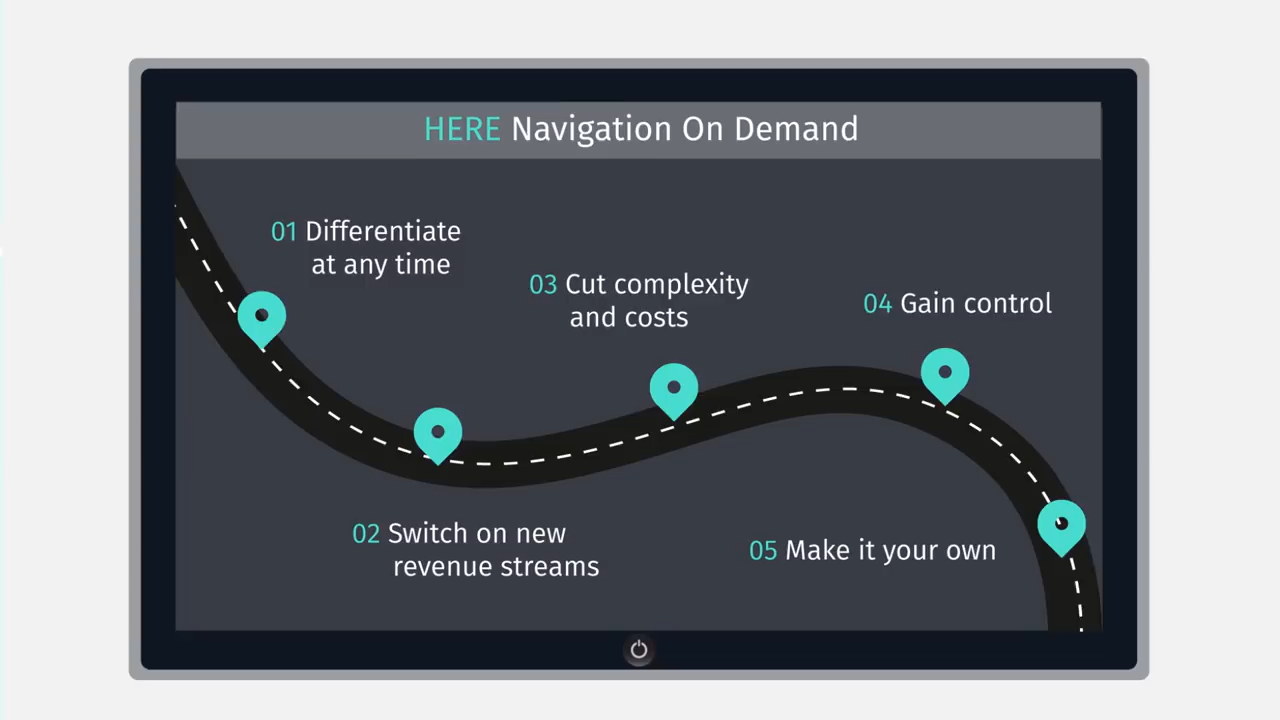 HERE Navigation On Demand
01 Differentiate
at any time
02 Switch on new
revenue streams
03 Cut complexity
and costs
04 Gain control
05 Make it your own